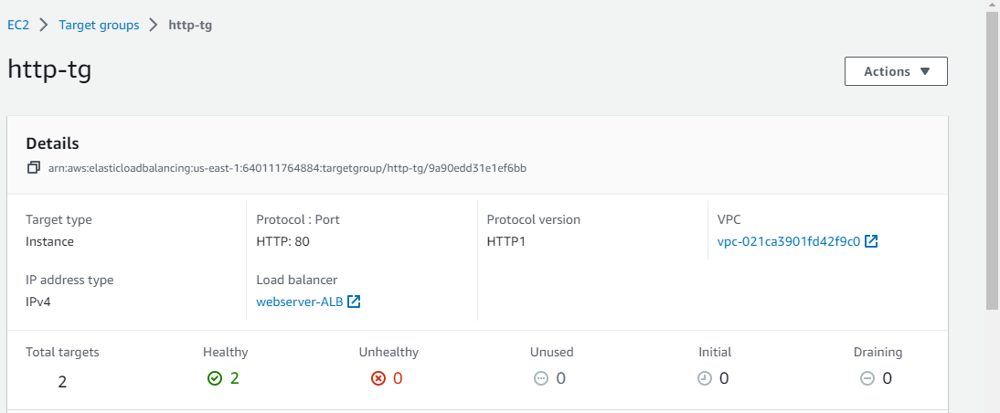 EC2 > Target groups > http-tg
http-tg
Actions
Details
arn:aws:elasticloadbalancing:us-east-1:640111764884:targetgroup/http-tg/9a90edd31e1ef6bb
Target type
Instance
Protocol : Port
HTTP: 80
Protocol version
HTTP1
VPC
vpc-021ca3901fd42f9c0
IP address type
IPv4
Load balancer
webserver-ALB
Total targets
2
Healthy
2
Unhealthy
0
Unused
0
Initial
0
Draining
0